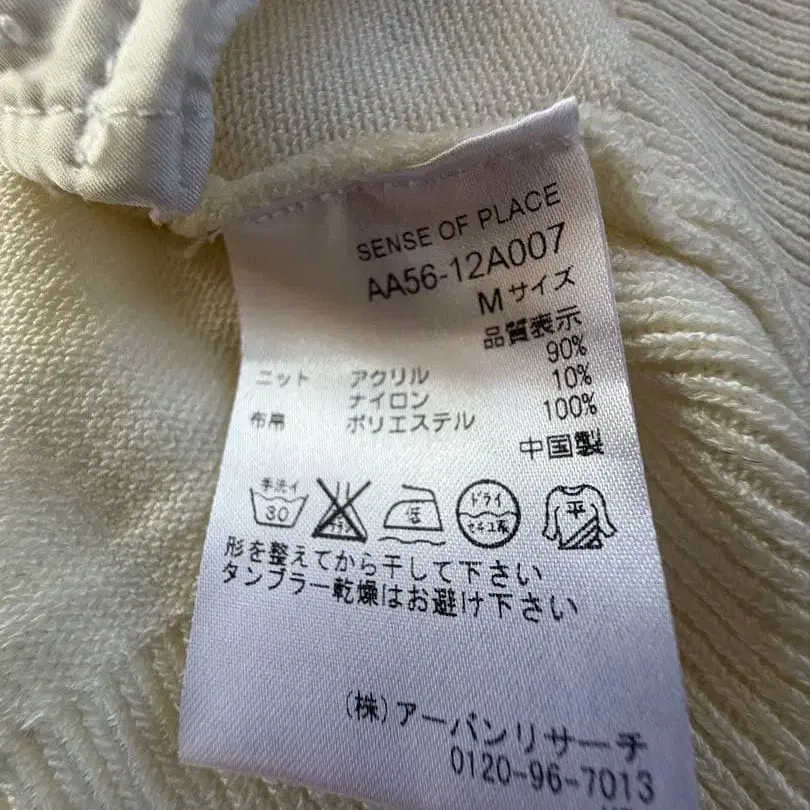 SENSE OF PLACE
AA56-12A007
Mサイズ
品質表示
ニット アクリル 90%
ナイロン 10%
布帛 ポリエステル 100%
中国製
手洗イ 30
低
ドライ セキユ系
平
形を整えてから干して下さい
タンブラー乾燥はお避け下さい
(株)アーバンリサーチ
0120-96-7013